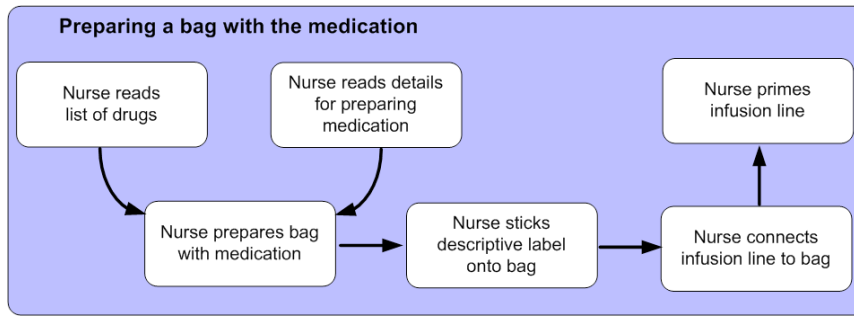 Preparing a bag with the medication
Nurse reads
list of drugs
Nurse reads details
for preparing
medication
Nurse primes
infusion line
Nurse prepares bag
with medication
Nurse sticks
descriptive label
onto bag
Nurse connects
infusion line to bag